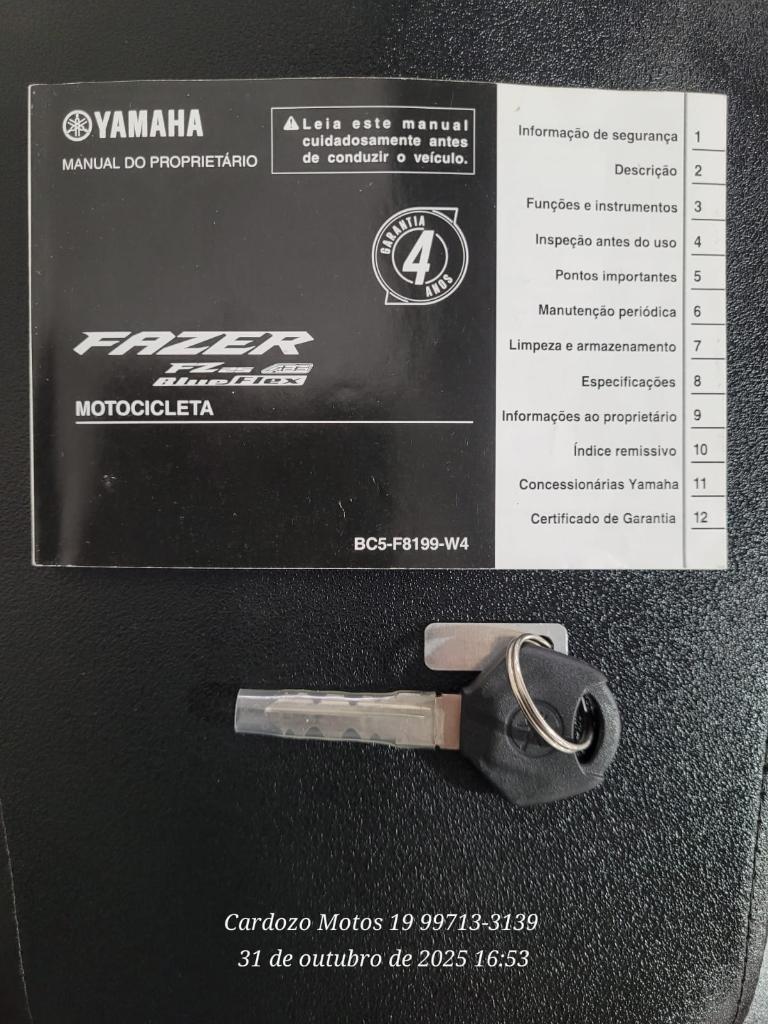 YAMAHA
MANUAL DO PROPRIETÁRIO
Leia este manual
cuidadosamente antes
de conduzir o veículo.
GARANTIA
4
ANOS
FAZER
FZ25 ABS
BlueFlex
MOTOCICLETA
BC5-F8199-W4
Informação de segurança 1
Descrição 2
Funções e instrumentos 3
Inspeção antes do uso 4
Pontos importantes 5
Manutenção periódica 6
Limpeza e armazenamento 7
Especificações 8
Informações ao proprietário 9
Índice remissivo 10
Concessionárias Yamaha 11
Certificado de Garantia 12
Cardozo Motos 19 99713-3139
31 de outubro de 2025 16:53